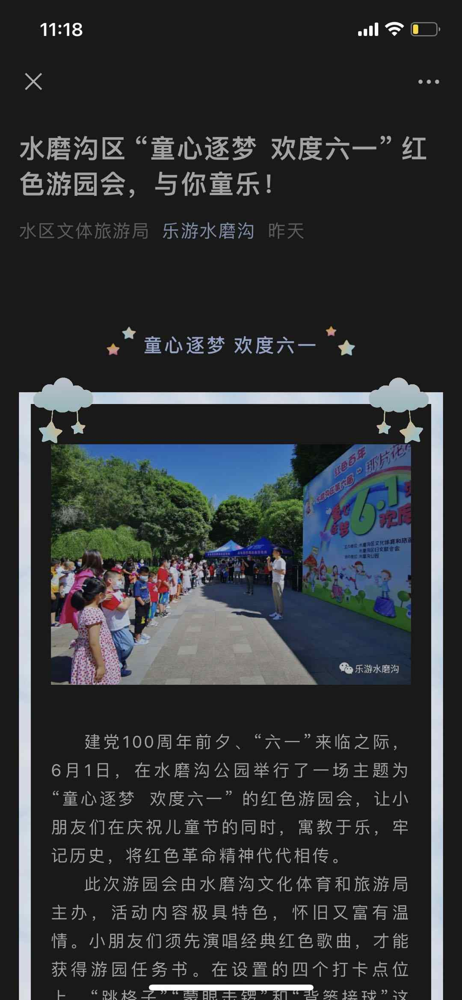 11:18
水磨沟区“童心逐梦 欢度六一”红
色游园会，与你童乐！
水区文体旅游局 乐游水磨沟 昨天
童心逐梦 欢度六一
红色百年
那片花
水磨沟区第六届
6.1
童心
逐梦
欢度
主办单位:水磨沟区文化体育和旅游
水磨沟区妇女联合会
水磨沟公园
乐游水磨沟
建党100周年前夕、“六一”来临之际，
6月1日，在水磨沟公园举行了一场主题为
“童心逐梦 欢度六一”的红色游园会，让小
朋友们在庆祝儿童节的同时，寓教于乐，牢
记历史，将红色革命精神代代相传。
此次游园会由水磨沟文化体育和旅游局
主办，活动内容极具特色，怀旧又富有温
情。小朋友们须先演唱经典红色歌曲，才能
获得游园任务书。在设置的四个打卡点位
上，“跳格子”“蒙眼击锣”和“背篓接球”这